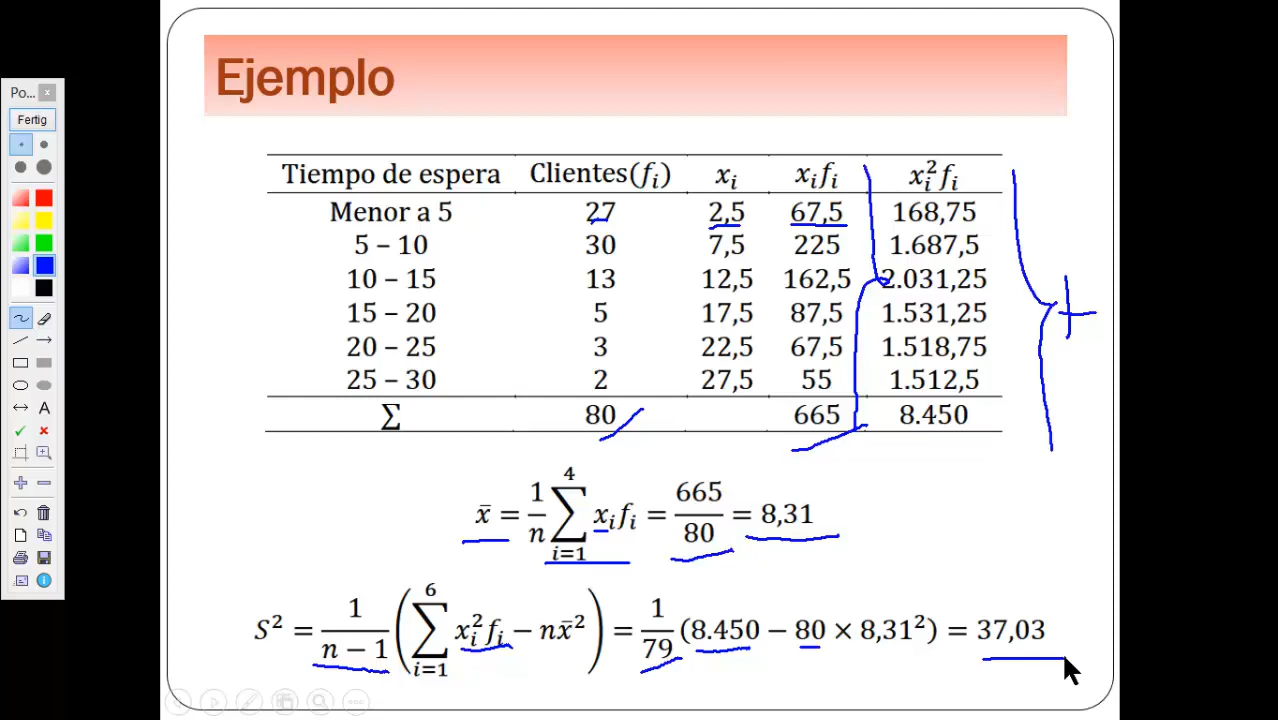 Po... x
Fertig
Ejemplo
Tiempo de espera Clientes(fᵢ) xᵢ xᵢfᵢ xᵢ²fᵢ
Menor a 5 27 2,5 67,5 168,75
5 – 10 30 7,5 225 1.687,5
10 – 15 13 12,5 162,5 2.031,25
15 – 20 5 17,5 87,5 1.531,25
20 – 25 3 22,5 67,5 1.518,75
25 – 30 2 27,5 55 1.512,5
Σ 80 665 8.450
x̄ = 1/n ∑_{i=1}^{4} xᵢfᵢ = 665/80 = 8,31
S² = 1/(n − 1) (∑_{i=1}^{6} xᵢ²fᵢ − nx̄²) = 1/79 (8.450 − 80 × 8,31²) = 37,03